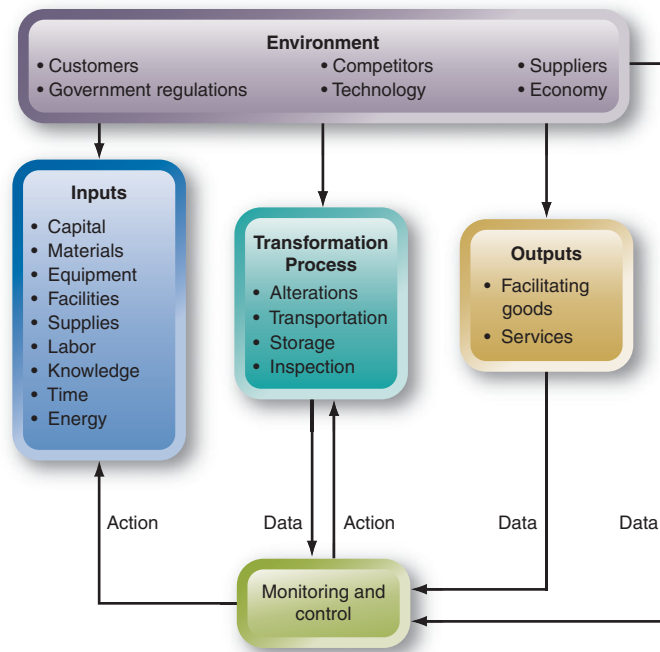 Environment
• Customers
• Government regulations
• Competitors
• Technology
• Suppliers
• Economy
Inputs
• Capital
• Materials
• Equipment
• Facilities
• Supplies
• Labor
• Knowledge
• Time
• Energy
Transformation
Process
• Alterations
• Transportation
• Storage
• Inspection
Outputs
• Facilitating
goods
• Services
Action
Data
Action
Data
Data
Monitoring and
control